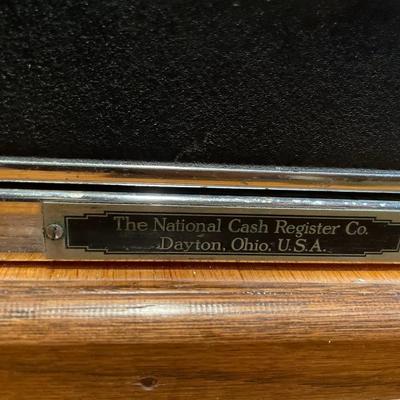 The National Cash Register Co.
Dayton, Ohio, U.S.A.